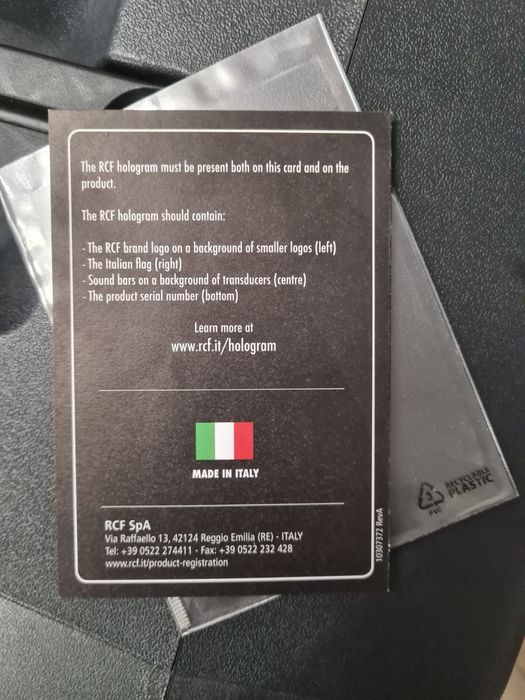 The RCF hologram must be present both on this card and on the
product.
The RCF hologram should contain:
- The RCF brand logo on a background of smaller logos (left)
- The Italian flag (right)
- Sound bars on a background of transducers (centre)
- The product serial number (bottom)
Learn more at
www.rcf.it/hologram
MADE IN ITALY
RCF SpA
Via Raffaello 13, 42124 Reggio Emilia (RE) - ITALY
Tel: +39 0522 274411 - Fax: +39 0522 232 428
www.rcf.it/product-registration
10307372 RevA
3
PVC
RECYCLABLE
PLASTIC